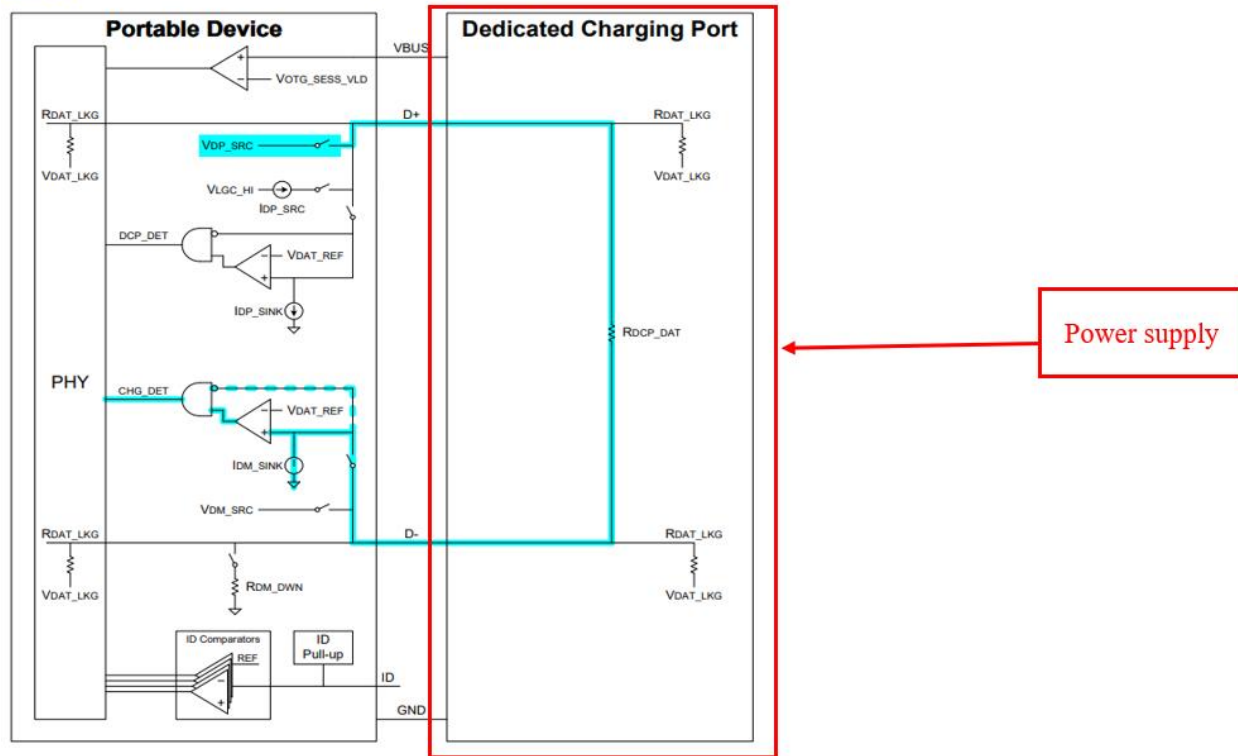 Portable Device
Dedicated Charging Port
VBUS
+
−
VOTG_SESS_VLD
RDAT_LKG
D+
RDAT_LKG
VDP_SRC
VDAT_LKG
VDAT_LKG
VLGC_HI
IDP_SRC
DCP_DET
−
VDAT_REF
+
IDP_SINK
RDCP_DAT
Power supply
PHY
CHG_DET
−
VDAT_REF
+
IDM_SINK
VDM_SRC
RDAT_LKG
D-
RDAT_LKG
RDM_DWN
VDAT_LKG
VDAT_LKG
ID Comparators
REF
−
+
ID
Pull-up
ID
GND